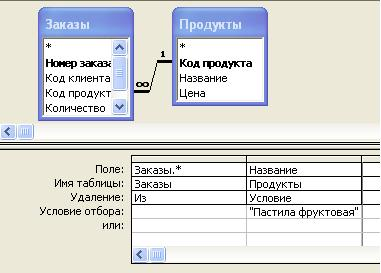 Заказы
*
Номер заказа
Код клиента
Код продукт
Количество
1
∞
Продукты
*
Код продукта
Название
Цена
Поле: Заказы.* Название
Имя таблицы: Заказы Продукты
Удаление: Из Условие
Условие отбора: "Пастила фруктовая"
или: